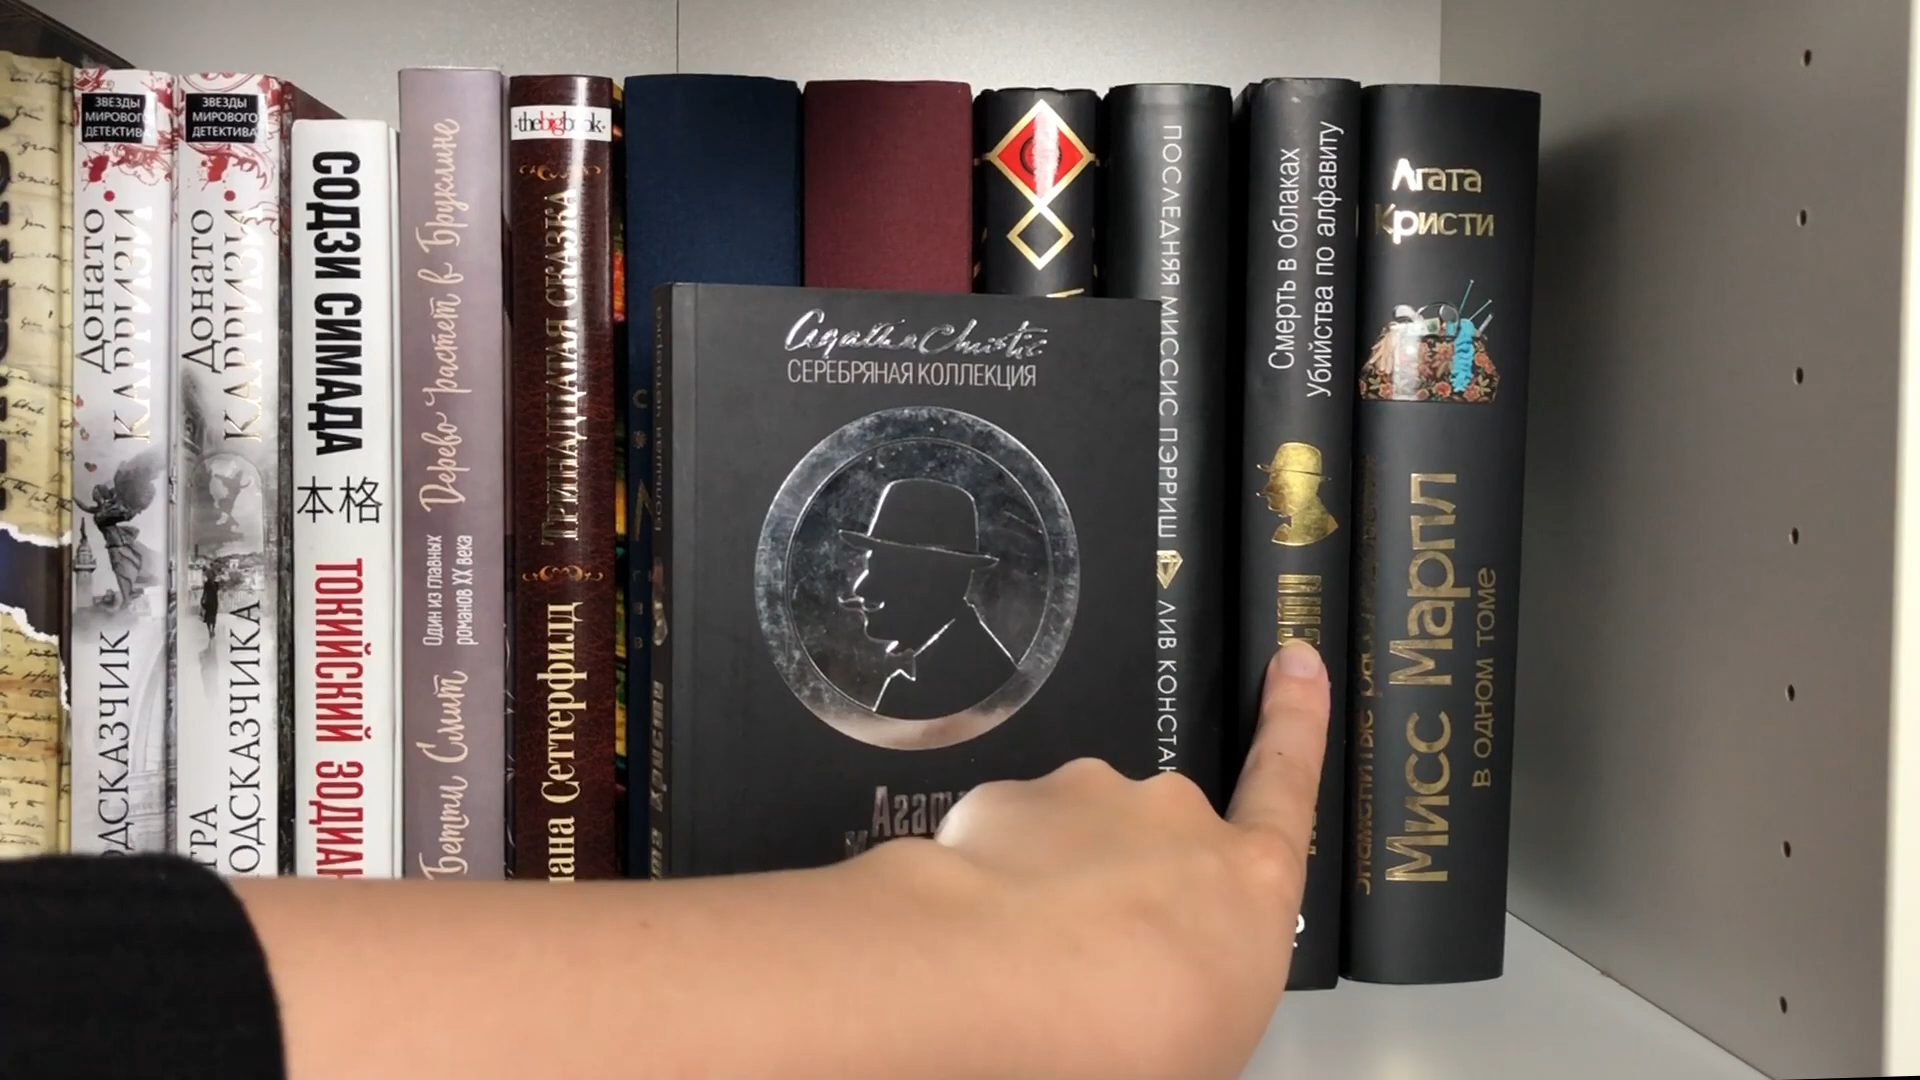 ЗВЕЗДЫ
МИРОВОГО
ДЕТЕКТИВА
ДОНАТО
КАРРИЗИ
ЗВЕЗДЫ
МИРОВОГО
ДЕТЕКТИВА
ДОНАТО
КАРРИЗИ
СОДЗИ СИМАДА
本格
ТОКИЙСКИЙ
Бетти Смит
Один из главных
романов XX века
Дерево растет в Бруклине
·thebigbook·
Сеттерфилд
ТРИНАДЦАТАЯ СКАЗКА
Большая четверка
Agatha Christie
СЕРЕБРЯНАЯ КОЛЛЕКЦИЯ
ПОСЛЕДНЯЯ МИССИС ПЭРРИШ
ЛИВ
Смерть в облаках
Убийства по алфавиту
Агата
Кристи
Мисс Марпл
в одном томе